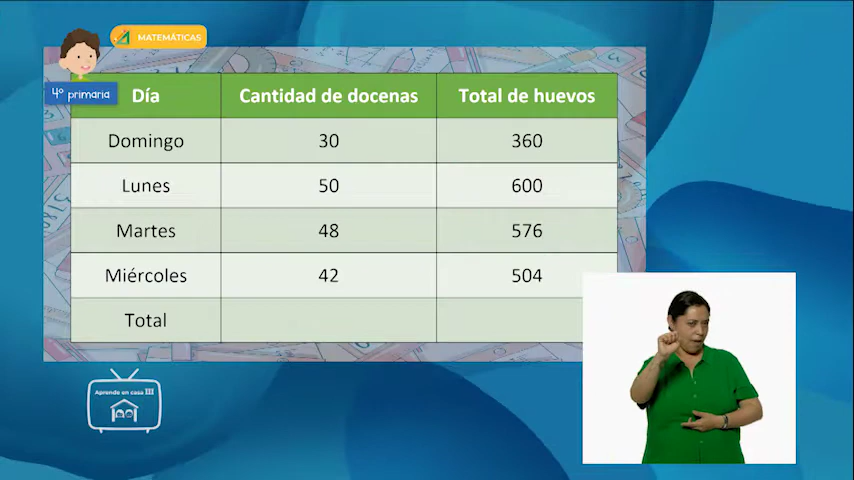 MATEMÁTICAS
4º primaria
Día Cantidad de docenas Total de huevos
Domingo 30 360
Lunes 50 600
Martes 48 576
Miércoles 42 504
Total
Aprende en casa III